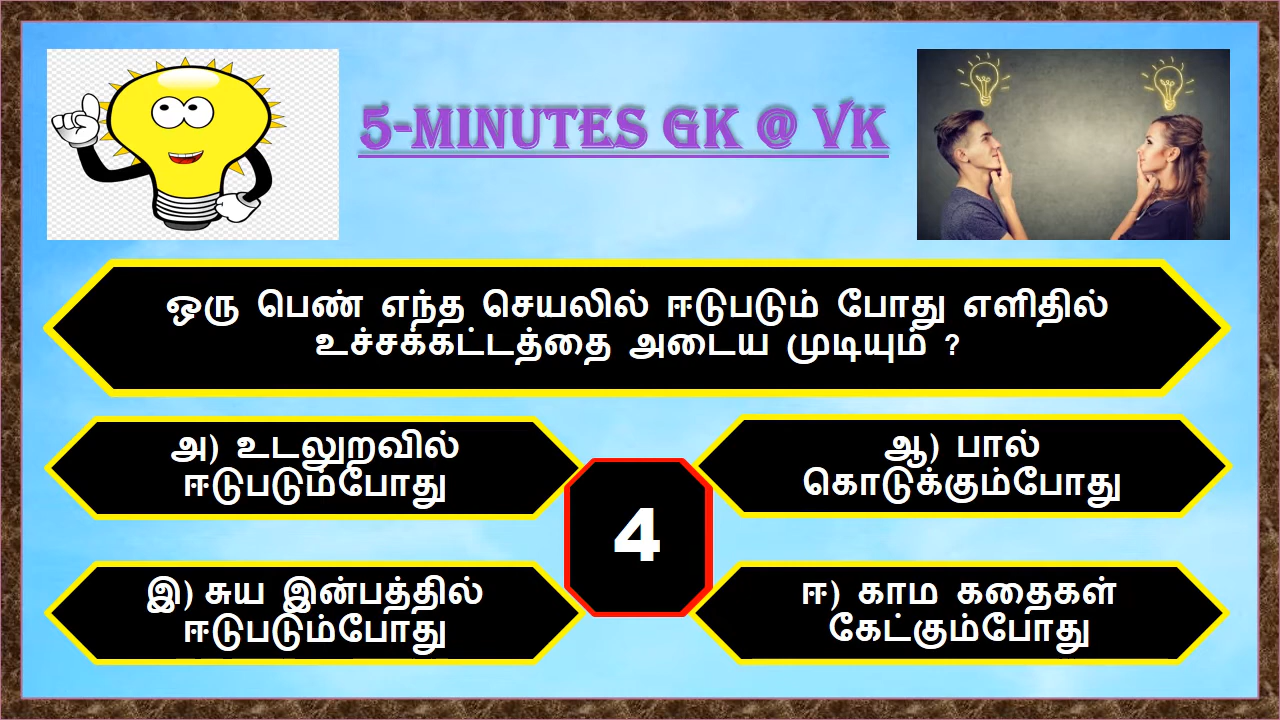 5-MINUTES GK @ VK
ஒரு பெண் எந்த செயலில் ஈடுபடும் போது எளிதில்
உச்சக்கட்டத்தை அடைய முடியும் ?
அ) உடலுறவில்
ஈடுபடும்போது
ஆ) பால்
கொடுக்கும்போது
4
இ) சுய இன்பத்தில்
ஈடுபடும்போது
ஈ) காம கதைகள்
கேட்கும்போது